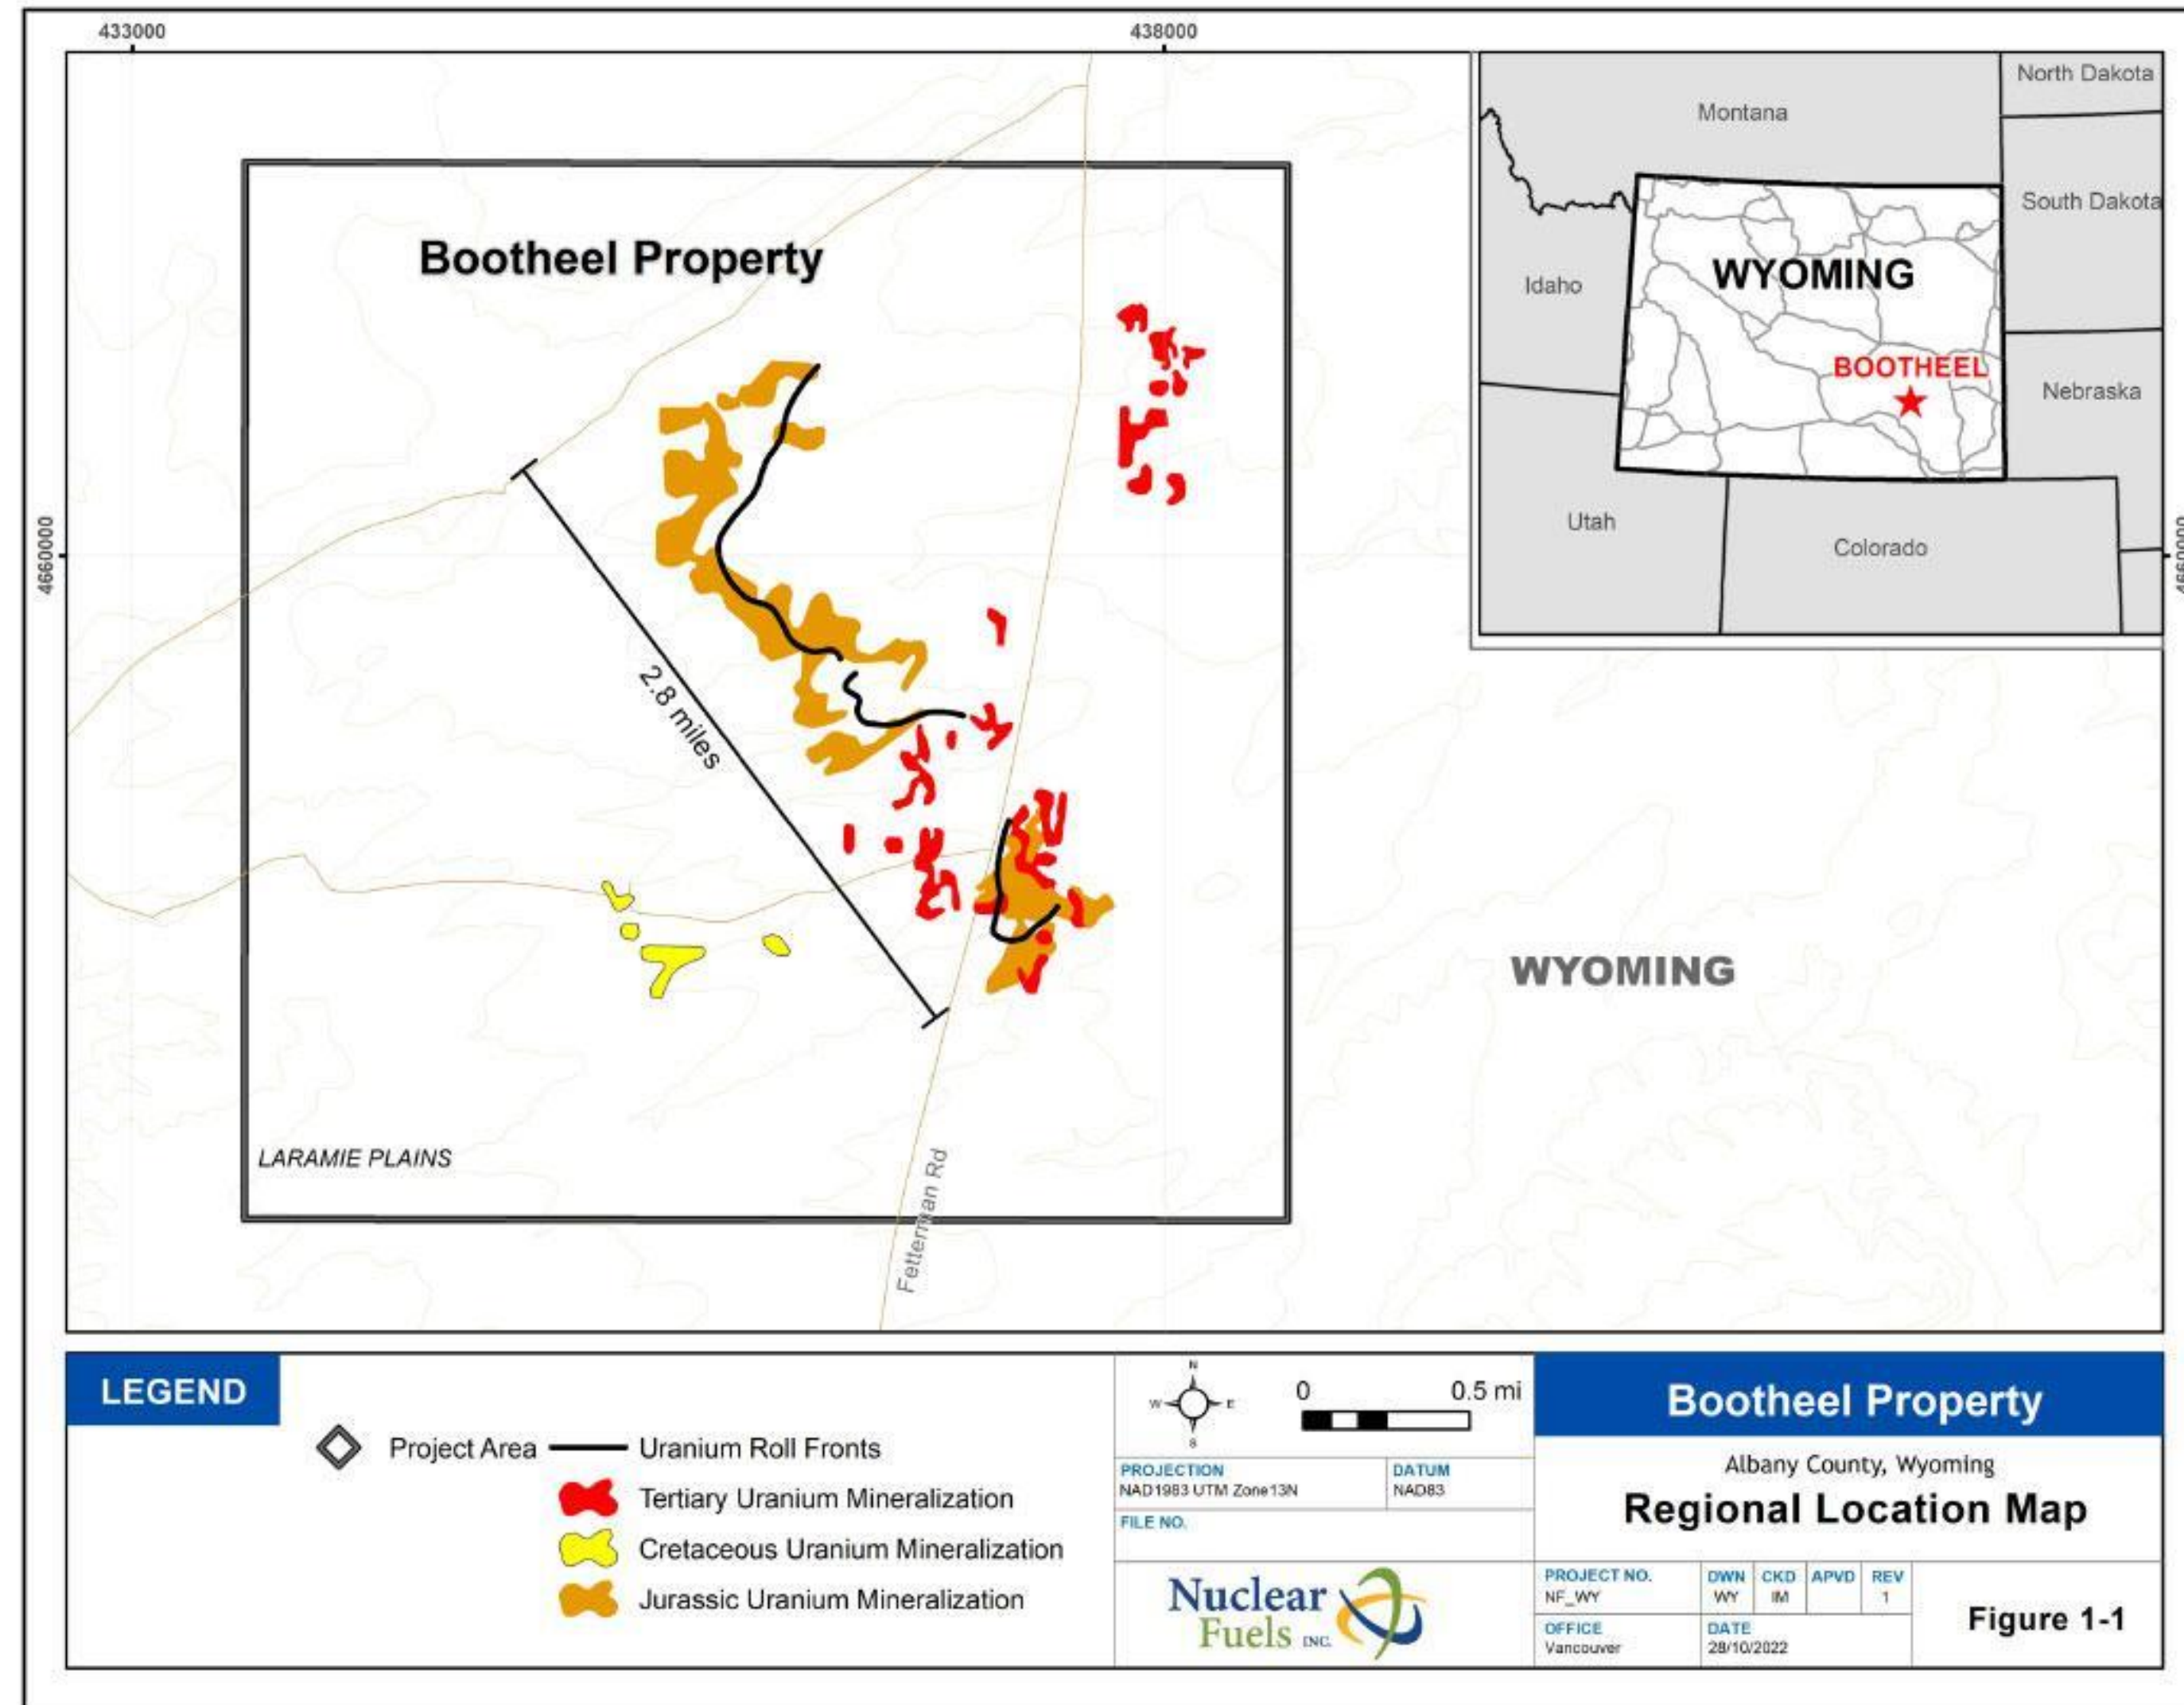 433000
438000
4660000
4660000
Bootheel Property
2.8 miles
LARAMIE PLAINS
Fetterman Rd
WYOMING
North Dakota
Montana
South Dakota
Idaho
WYOMING
BOOTHEEL
Nebraska
Utah
Colorado
LEGEND
Project Area
Uranium Roll Fronts
Tertiary Uranium Mineralization
Cretaceous Uranium Mineralization
Jurassic Uranium Mineralization
N
W E
S
0 0.5 mi
PROJECTION
NAD1983 UTM Zone13N
DATUM
NAD83
FILE NO.
Nuclear
Fuels INC.
Bootheel Property
Albany County, Wyoming
Regional Location Map
PROJECT NO.
NF_WY
DWN CKD APVD REV
WY IM 1
OFFICE
Vancouver
DATE
28/10/2022
Figure 1-1